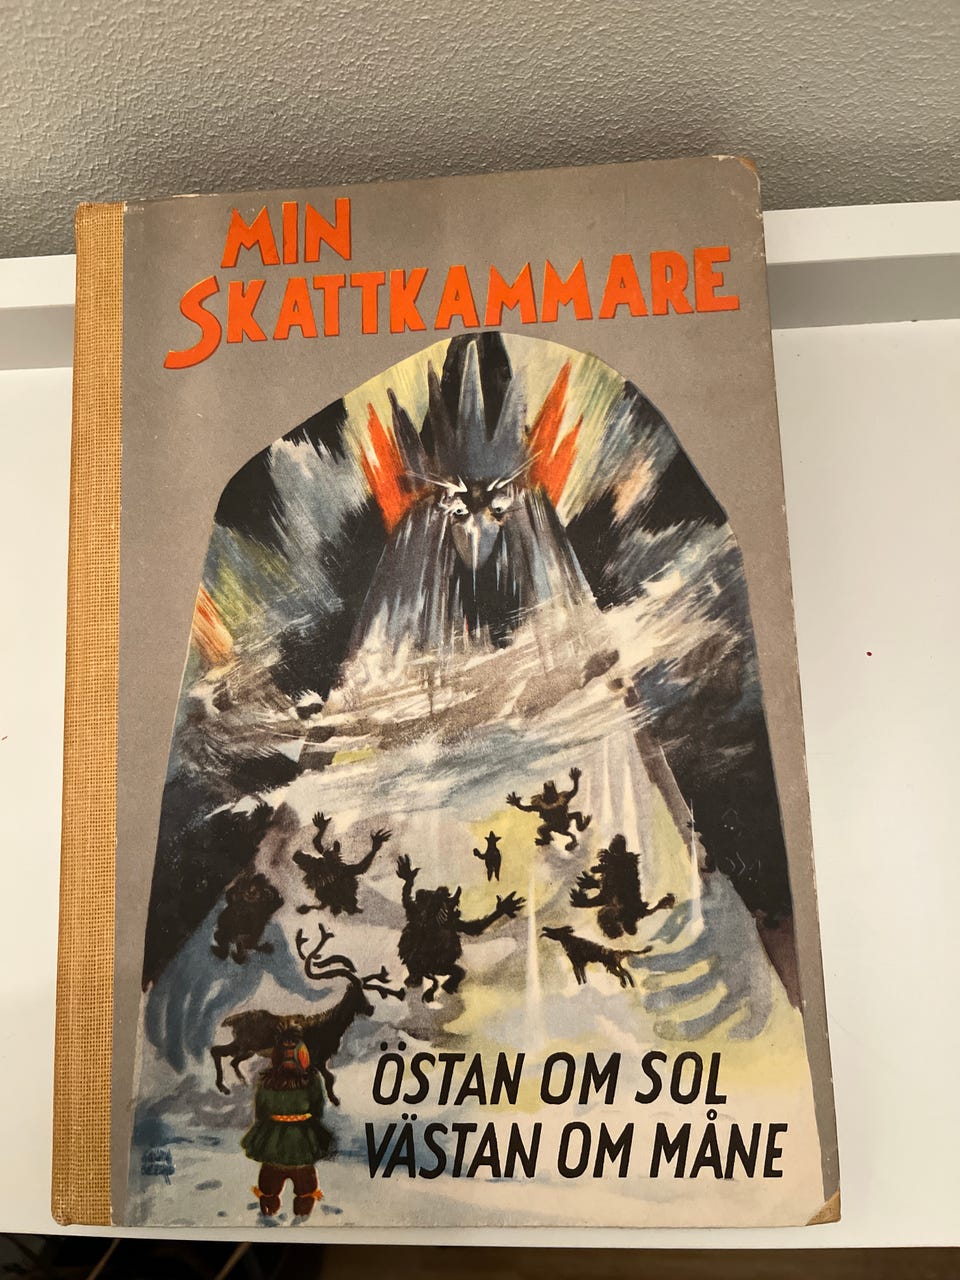 MIN
SKATTKAMMARE
ÖSTAN OM SOL
VÄSTAN OM MÅNE